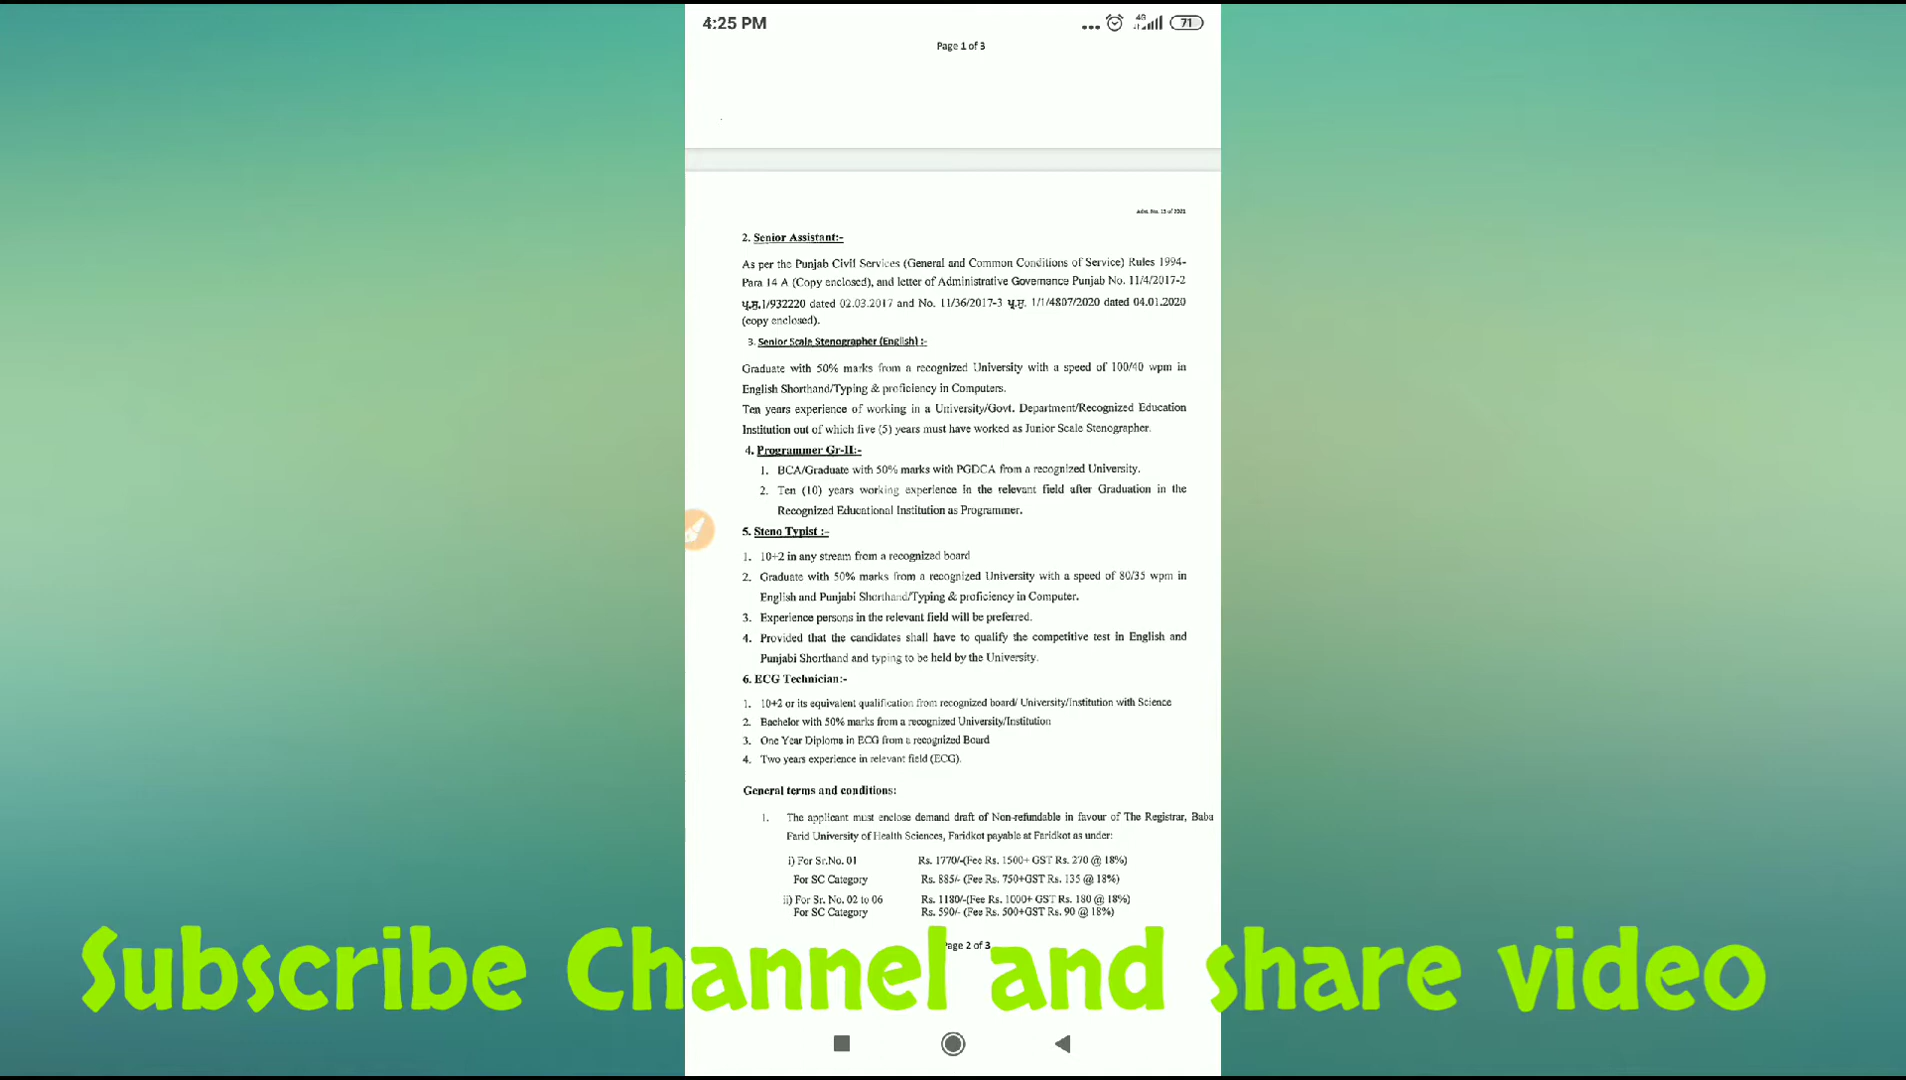 4:25 PM
4G
71
Page 1 of 3
Advt. No. 13 of 2021
2. Senior Assistant:-
As per the Punjab Civil Services (General and Common Conditions of Service) Rules 1994-
Para 14 A (Copy enclosed), and letter of Administrative Governance Punjab No. 11/4/2017-2
पू.सू.1/932220 dated 02.03.2017 and No. 11/36/2017-3 पू.सू. 1/1/4807/2020 dated 04.01.2020
(copy enclosed).
3. Senior Scale Stenographer (English) :-
Graduate with 50% marks from a recognized University with a speed of 100/40 wpm in
English Shorthand/Typing & proficiency in Computers.
Ten years experience of working in a University/Govt. Department/Recognized Education
Institution out of which five (5) years must have worked as Junior Scale Stenographer.
4. Programmer Gr-II:-
1. BCA/Graduate with 50% marks with PGDCA from a recognized University.
2. Ten (10) years working experience in the relevant field after Graduation in the
Recognized Educational Institution as Programmer.
5. Steno Typist :-
1. 10+2 in any stream from a recognized board
2. Graduate with 50% marks from a recognized University with a speed of 80/35 wpm in
English and Punjabi Shorthand/Typing & proficiency in Computer.
3. Experience persons in the relevant field will be preferred.
4. Provided that the candidates shall have to qualify the competitive test in English and
Punjabi Shorthand and typing to be held by the University.
6. ECG Technician:-
1. 10+2 or its equivalent qualification from recognized board/ University/Institution with Science
2. Bachelor with 50% marks from a recognized University/Institution
3. One Year Diploma in ECG from a recognized Board
4. Two years experience in relevant field (ECG).
General terms and conditions:
1. The applicant must enclose demand draft of Non-refundable in favour of The Registrar, Baba
Farid University of Health Sciences, Faridkot payable at Faridkot as under:
i) For Sr.No. 01 Rs. 1770/-(Fee Rs. 1500+ GST Rs. 270 @ 18%)
For SC Category Rs. 885/- (Fee Rs. 750+GST Rs. 135 @ 18%)
ii) For Sr. No. 02 to 06 Rs. 1180/-(Fee Rs. 1000+ GST Rs. 180 @ 18%)
For SC Category Rs. 590/- (Fee Rs. 500+GST Rs. 90 @ 18%)
Page 2 of 3
Subscribe Channel and share video